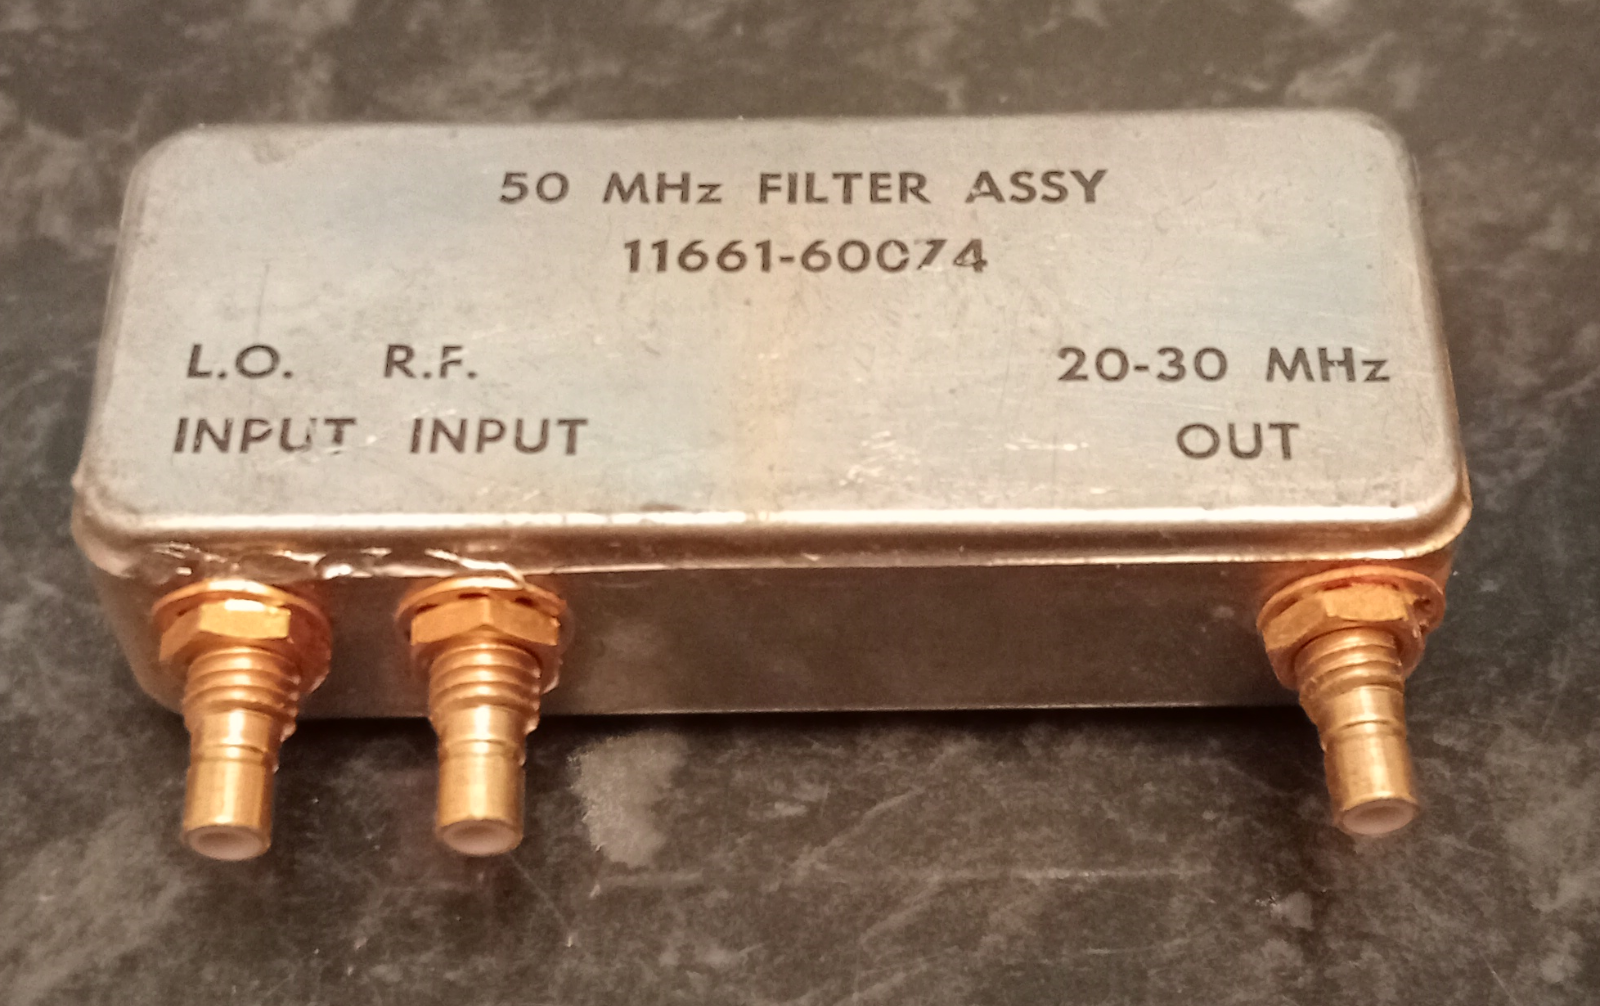 50 MHz FILTER ASSY
11661-60074
L.O. R.F. 20-30 MHz
INPUT INPUT OUT